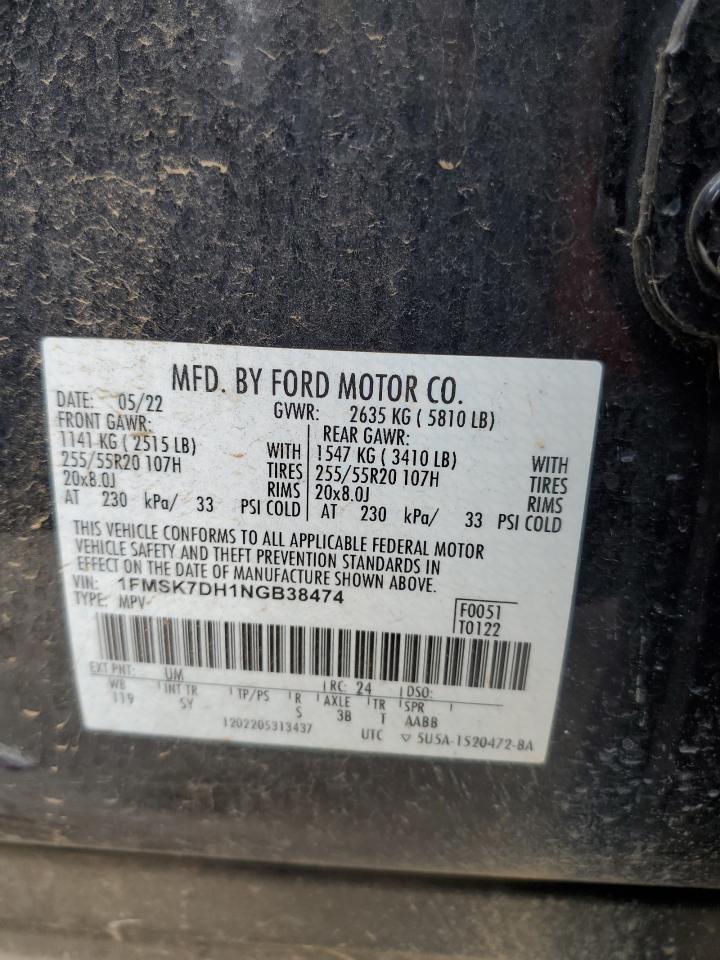 MFD. BY FORD MOTOR CO.
DATE: 05/22 GVWR: 2635 KG ( 5810 LB)
FRONT GAWR: REAR GAWR:
1141 KG ( 2515 LB) WITH 1547 KG ( 3410 LB) WITH
255/55R20 107H TIRES 255/55R20 107H TIRES
20x8.0J RIMS 20x8.0J RIMS
AT 230 kPa/ 33 PSI COLD AT 230 kPa/ 33 PSI COLD
THIS VEHICLE CONFORMS TO ALL APPLICABLE FEDERAL MOTOR
VEHICLE SAFETY AND THEFT PREVENTION STANDARDS IN
EFFECT ON THE DATE OF MANUFACTURE SHOWN ABOVE.
VIN: 1FMSK7DH1NGB38474
TYPE: MPV
F0051
T0122
EXT PNT: UM RC: 24 DSO:
WB INT TR TP/PS R AXLE TR SPR
119 SY S 3B T AABB
1202205313437 UTC ▽ 5U5A-1520472-BA